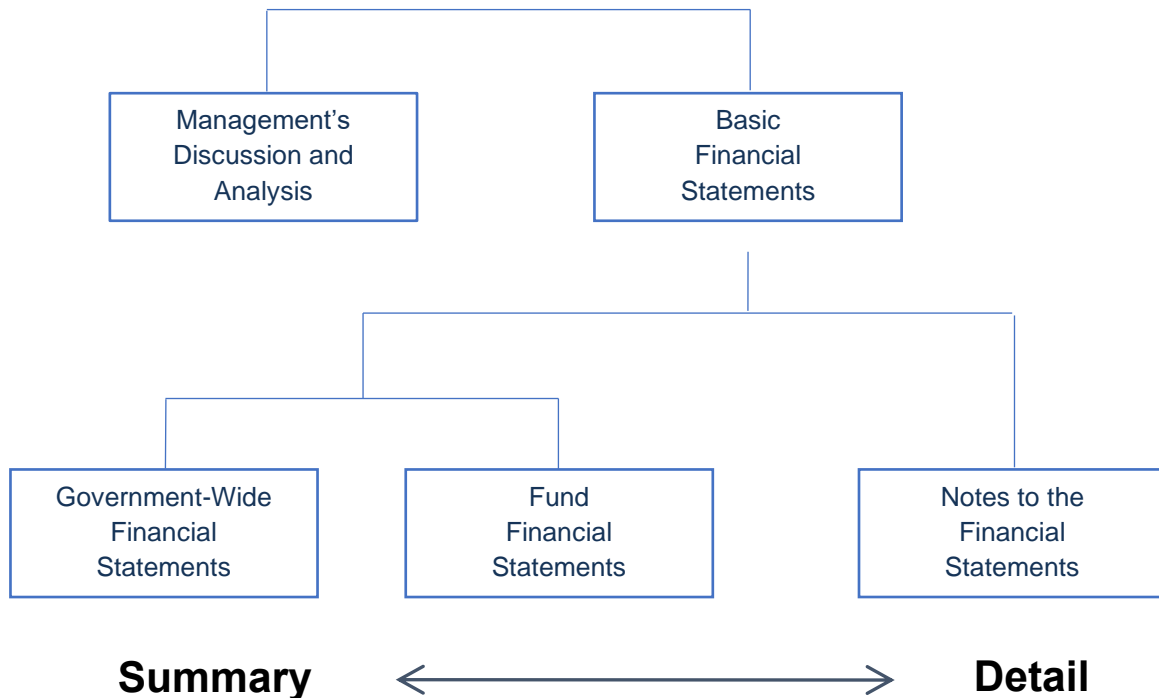 Management’s
Discussion and
Analysis
Basic
Financial
Statements
Government-Wide
Financial
Statements
Fund
Financial
Statements
Notes to the
Financial
Statements
Summary
Detail